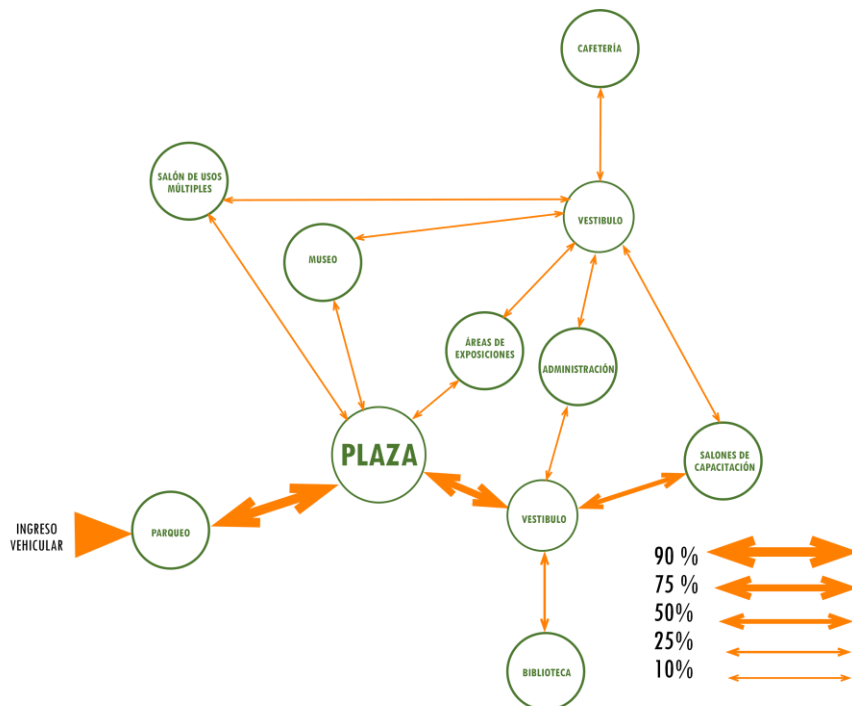 CAFETERÍA
SALÓN DE USOS
MÚLTIPLES
VESTIBULO
MUSEO
ÁREAS DE
EXPOSICIONES
ADMINISTRACIÓN
PLAZA
SALONES DE
CAPACITACIÓN
INGRESO
VEHICULAR
PARQUEO
VESTIBULO
BIBLIOTECA
90 %
75 %
50%
25%
10%